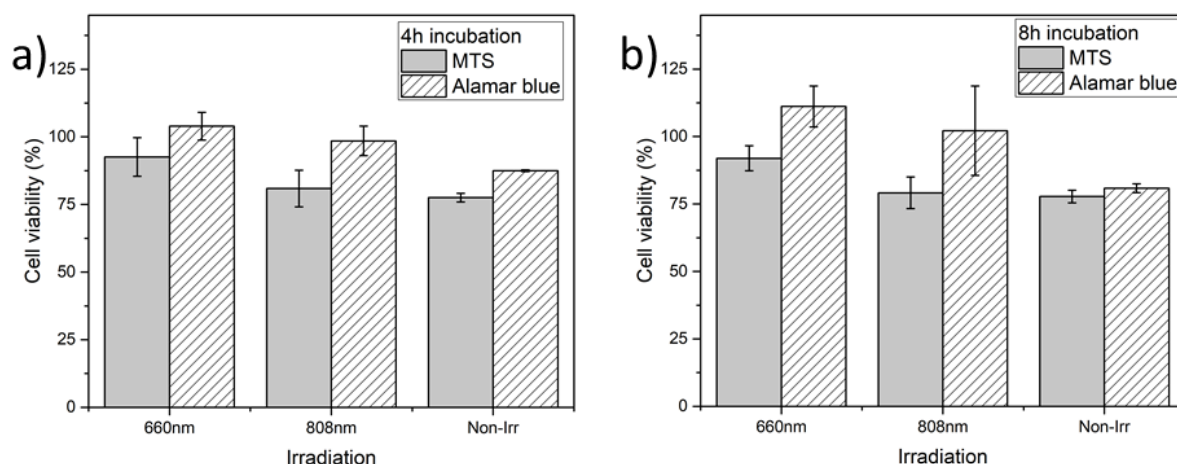 a)
4h incubation
MTS
Alamar blue
125
100
75
50
25
0
Cell viability (%)
660nm
808nm
Non-Irr
Irradiation
b)
8h incubation
MTS
Alamar blue
125
100
75
50
25
0
Cell viability (%)
660nm
808nm
Non-Irr
Irradiation